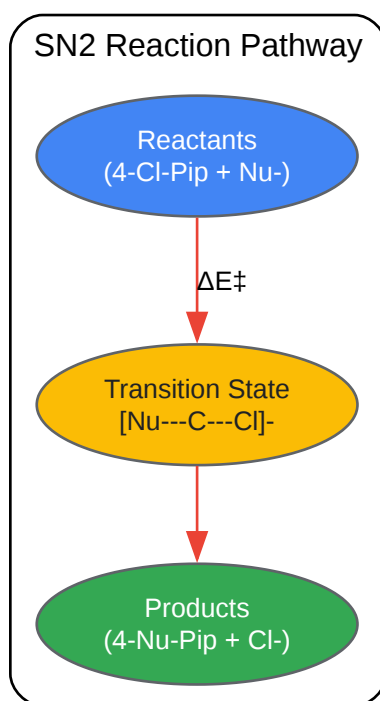 SN2 Reaction Pathway
Reactants
(4-Cl-Pip + Nu-)
ΔE‡
Transition State
[Nu---C---Cl]-
Products
(4-Nu-Pip + Cl-)